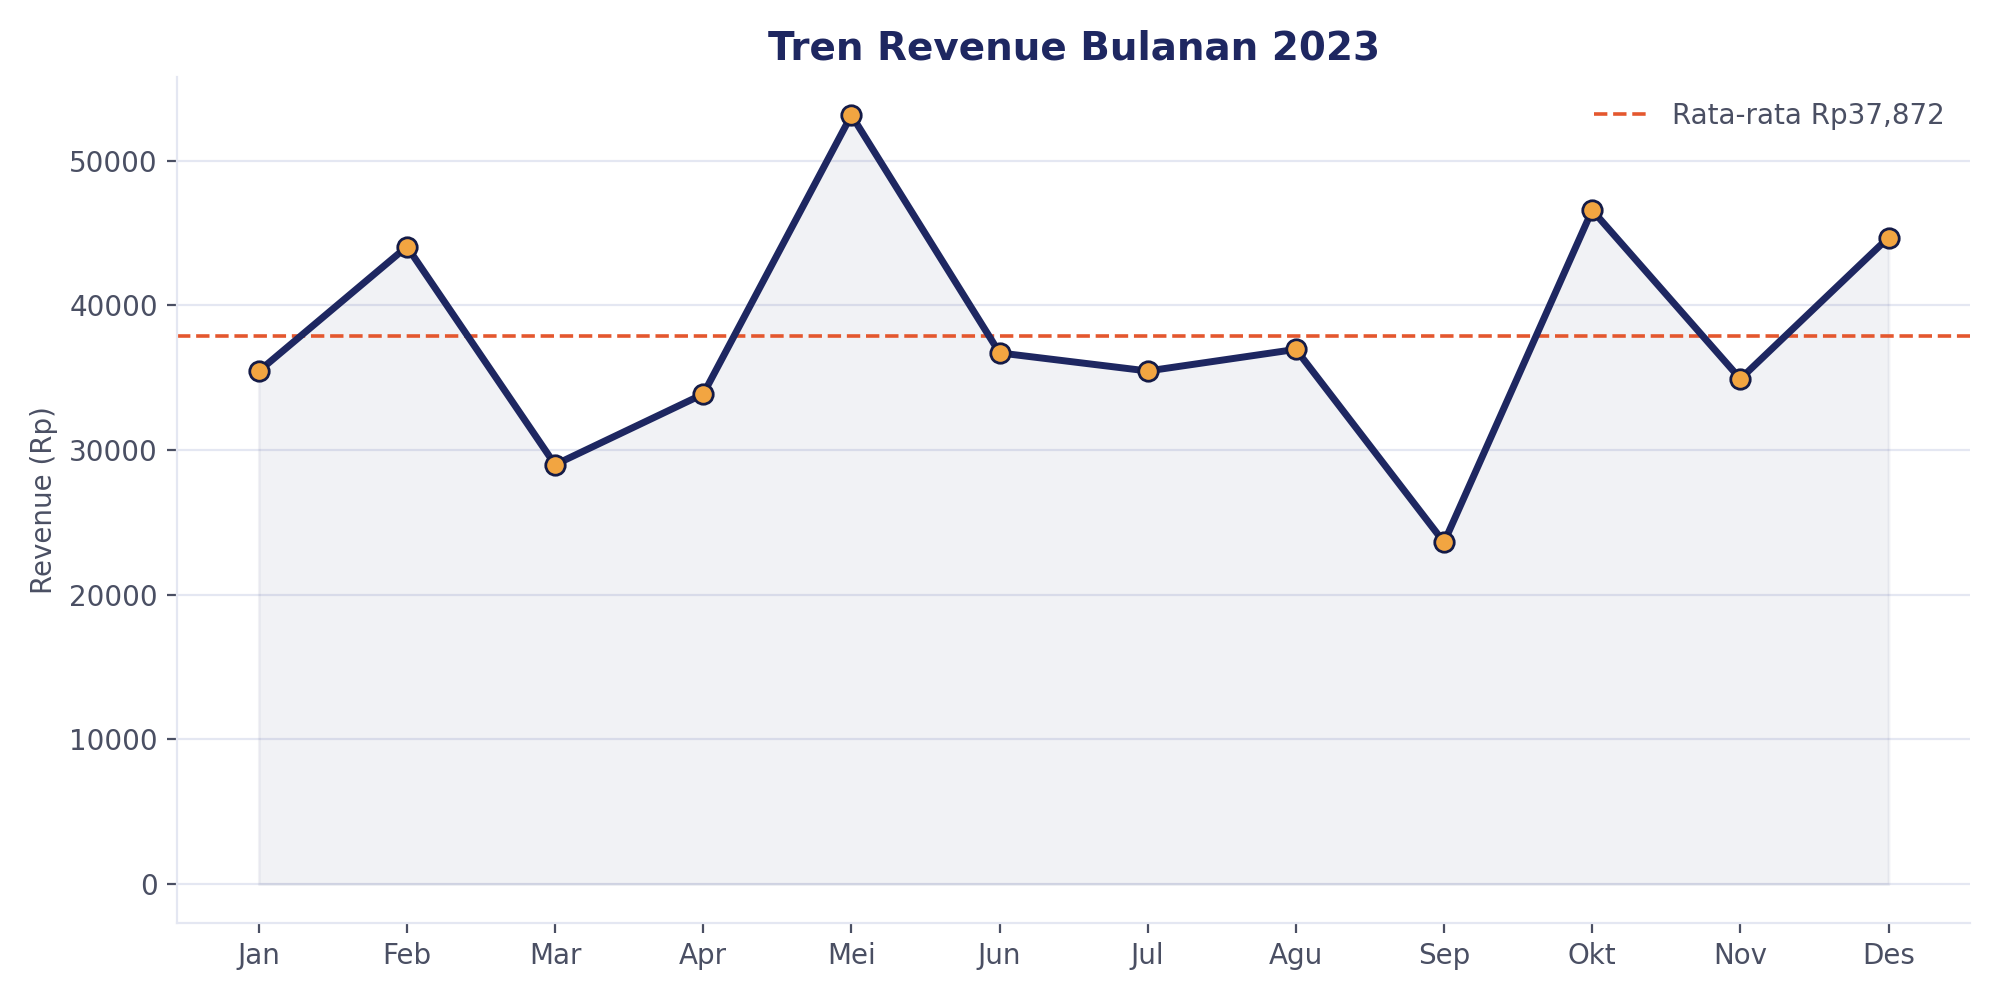 Tren Revenue Bulanan 2023
Rata-rata Rp37,872
Revenue (Rp)
50000
40000
30000
20000
10000
0
Jan Feb Mar Apr Mei Jun Jul Agu Sep Okt Nov Des